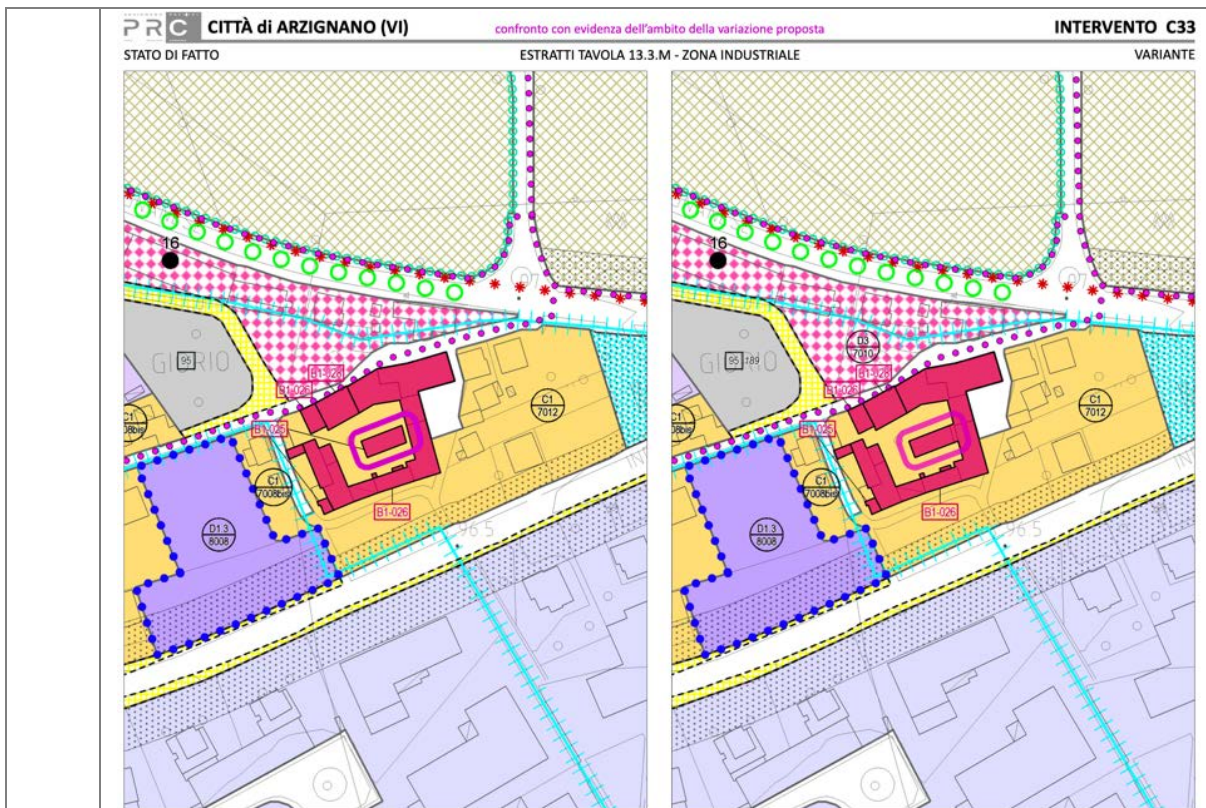 PRC CITTÀ di ARZIGNANO (VI) confronto con evidenza dell'ambito della variazione proposta INTERVENTO C33
STATO DI FATTO ESTRATTI TAVOLA 13.3.M - ZONA INDUSTRIALE VARIANTE
16
95
B1-026
B1-025
C1
7012
C1
7008bis
B1-026
D1.3
8008
96.5
16
D3
7010
95
189
B1-025
C1
7012
C1
7008bis
B1-026
D1.3
8008
96.5